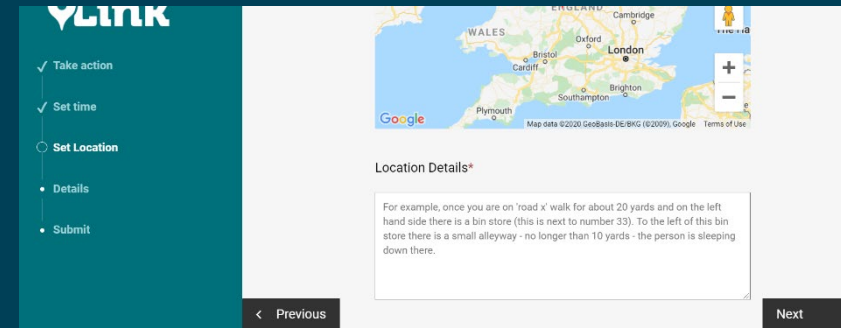 Link
✓ Take action
✓ Set time
Set Location
• Details
• Submit
ENGLAND
Cambridge
WALES
Oxford
London
Bristol
Cardiff
Brighton
Southampton
Plymouth
+
−
Google
Map data ©2020 GeoBasis-DE/BKG (©2009), Google Terms of Use
Location Details*
For example, once you are on 'road x' walk for about 20 yards and on the left
hand side there is a bin store (this is next to number 33). To the left of this bin
store there is a small alleyway - no longer than 10 yards - the person is sleeping
down there.
< Previous
Next